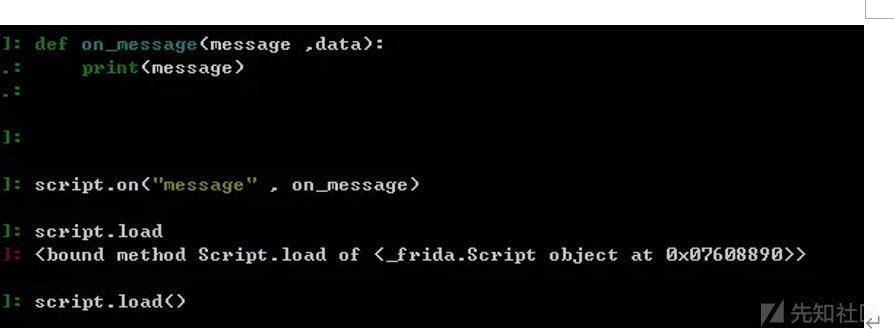 ]: def on_message(message ,data):
.:     print(message)
.:
]:
]: script.on("message" , on_message)
]: script.load
]: <bound method Script.load of <_frida.Script object at 0x07608890>>
]: script.load()
先知社区